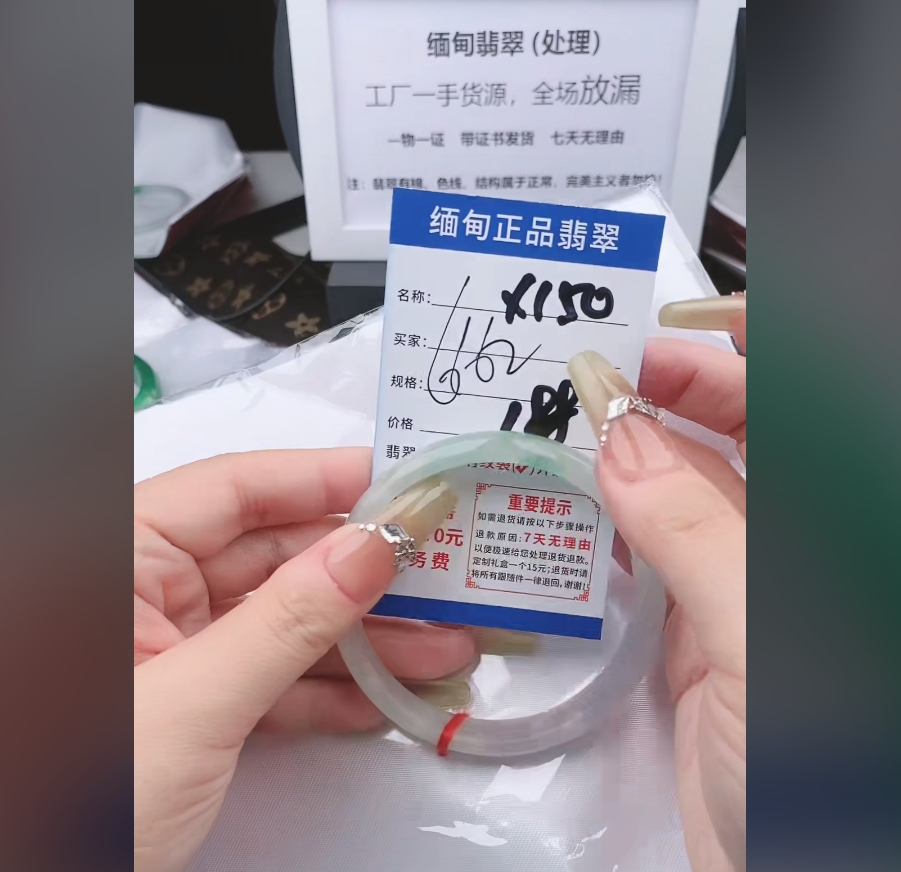 缅甸翡翠(处理)
工厂一手货源，全场放漏
一物一证 带证书发货 七天无理由
注：翡翠有棉、色线、结构属于正常，完美主义者勿拍！
缅甸正品翡翠
名称：
X150
买家：
规格：
价格
翡翠
重要提示
如需退货请按以下步骤操作
退款原因：7天无理由
以便极速给您处理退货退款。
定制礼盒一个15元；退货时请
将所有跟随件一律退回，谢谢！
0元
务费